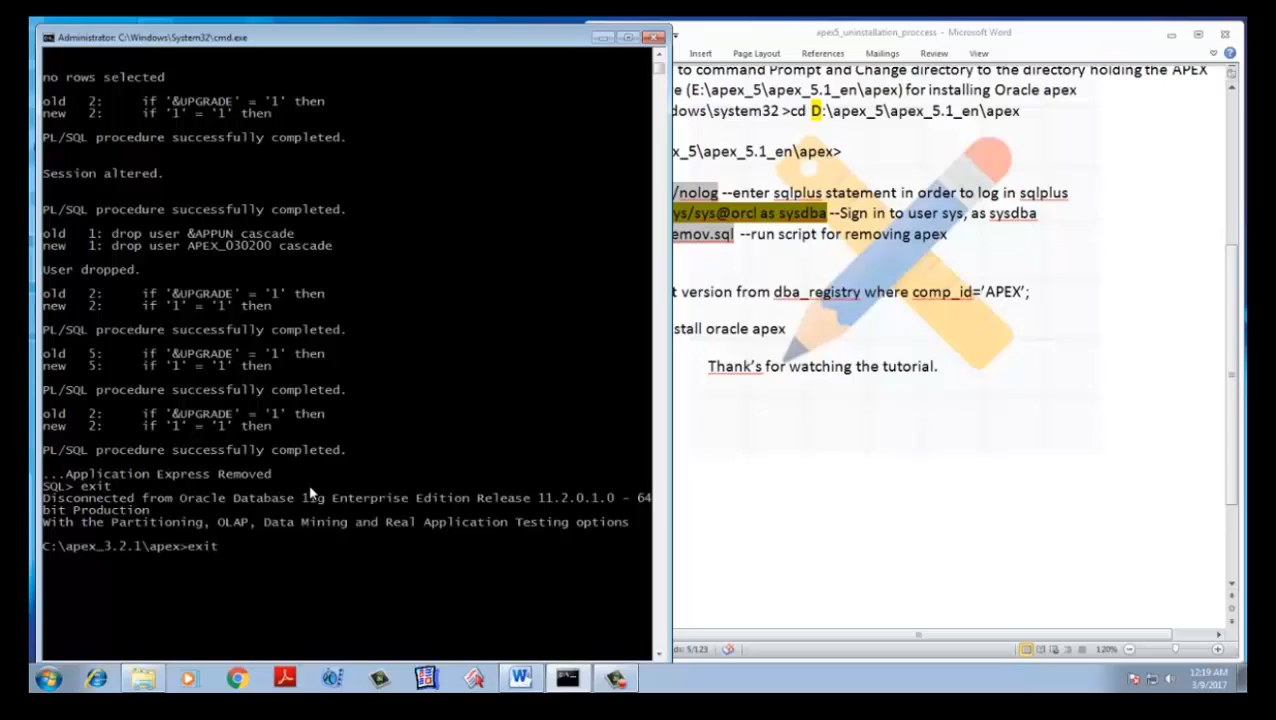 Administrator: C:\Windows\System32\cmd.exe
no rows selected
old 2: if '&UPGRADE' = '1' then
new 2: if '1' = '1' then
PL/SQL procedure successfully completed.
Session altered.
PL/SQL procedure successfully completed.
old 1: drop user &APPUN cascade
new 1: drop user APEX_030200 cascade
User dropped.
old 2: if '&UPGRADE' = '1' then
new 2: if '1' = '1' then
PL/SQL procedure successfully completed.
old 5: if '&UPGRADE' = '1' then
new 5: if '1' = '1' then
PL/SQL procedure successfully completed.
old 2: if '&UPGRADE' = '1' then
new 2: if '1' = '1' then
PL/SQL procedure successfully completed.
...Application Express Removed
SQL> exit
Disconnected from Oracle Database 11g Enterprise Edition Release 11.2.0.1.0 - 64
bit Production
With the Partitioning, OLAP, Data Mining and Real Application Testing options
C:\apex_3.2.1\apex>exit
apex5_uninstallation_proccess - Microsoft Word
Insert Page Layout References Mailings Review View
to command Prompt and Change directory to the directory holding the APEX
e (E:\apex_5\apex_5.1_en\apex) for installing Oracle apex
dows\system32 >cd D:\apex_5\apex_5.1_en\apex
x_5\apex_5.1_en\apex>
/nolog --enter sqlplus statement in order to log in sqlplus
ys/sys@orcl as sysdba --Sign in to user sys, as sysdba
emov.sql --run script for removing apex
t version from dba_registry where comp_id='APEX';
stall oracle apex
Thank's for watching the tutorial.
ds: 5/123
120%
12:19 AM
3/9/2017